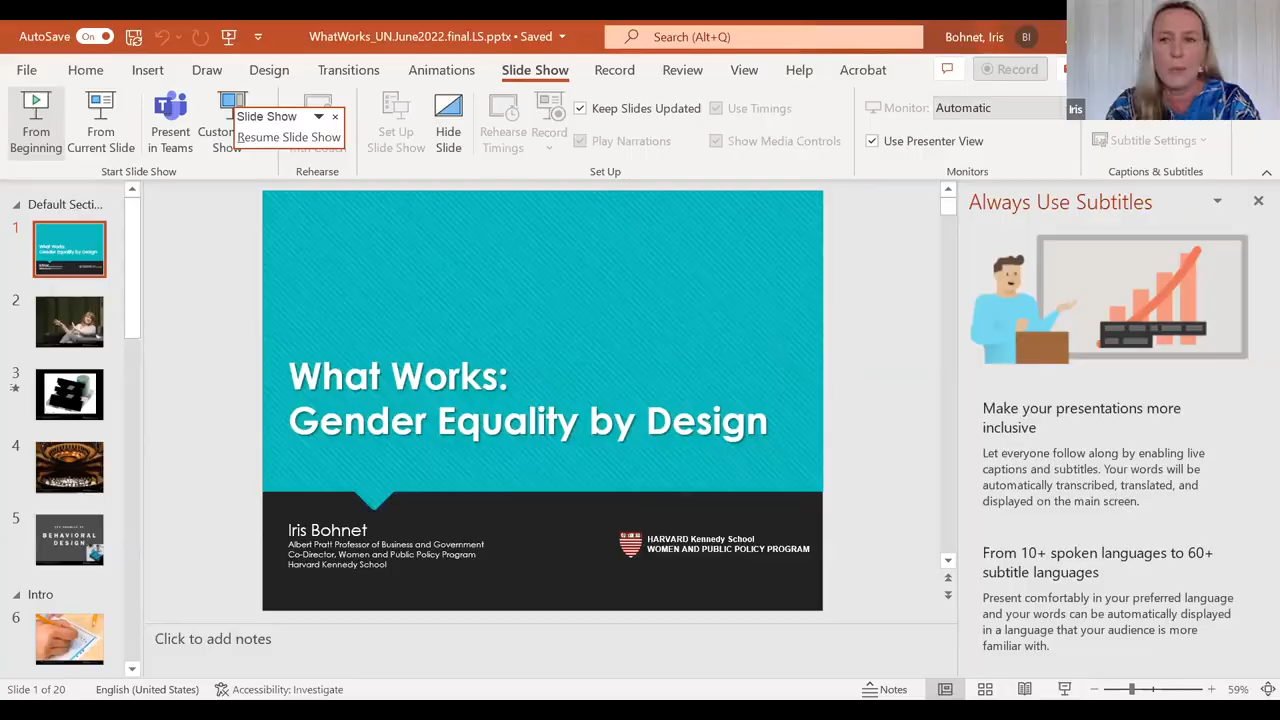 AutoSave On
WhatWorks_UN.June2022.final.LS.pptx • Saved
Search (Alt+Q)
Bohnet, Iris BI
File Home Insert Draw Design Transitions Animations Slide Show Record Review View Help Acrobat
Record
Iris
From
Beginning
From
Current Slide
Present
in Teams
Custom
Show
Slide Show
Resume Slide Show
Set Up
Slide Show
Hide
Slide
Rehearse
Timings
Record
Keep Slides Updated
Play Narrations
Use Timings
Show Media Controls
Monitor: Automatic
Use Presenter View
Subtitle Settings
Start Slide Show
Rehearse
Set Up
Monitors
Captions & Subtitles
Default Secti...
1
What Works:
Gender Equality by Design
2
3
4
5
BEHAVIORAL
DESIGN
Intro
6
What Works:
Gender Equality by Design
Iris Bohnet
Albert Pratt Professor of Business and Government
Co-Director, Women and Public Policy Program
Harvard Kennedy School
HARVARD Kennedy School
WOMEN AND PUBLIC POLICY PROGRAM
Click to add notes
Always Use Subtitles
Make your presentations more
inclusive
Let everyone follow along by enabling live
captions and subtitles. Your words will be
automatically transcribed, translated, and
displayed on the main screen.
From 10+ spoken languages to 60+
subtitle languages
Present comfortably in your preferred language
and your words can be automatically displayed
in a language that your audience is more
familiar with.
Slide 1 of 20
English (United States)
Accessibility: Investigate
Notes
59%